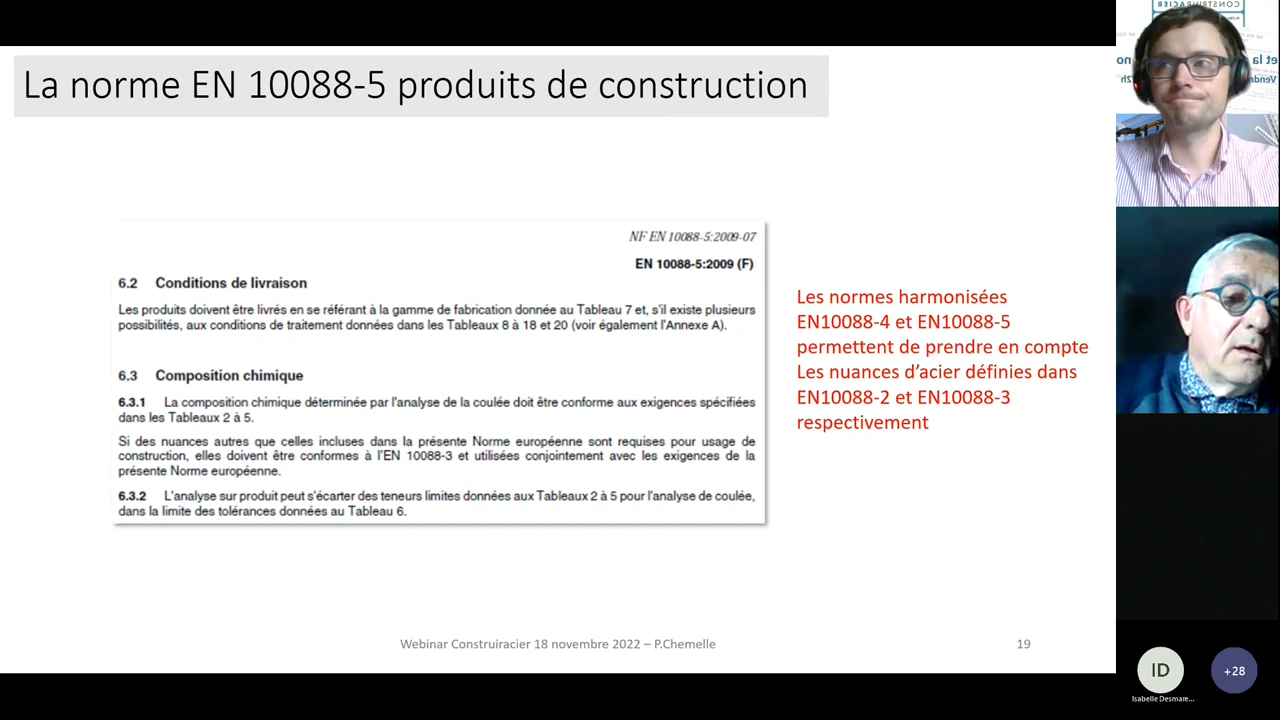 La norme EN 10088-5 produits de construction
NF EN 10088-5:2009-07
EN 10088-5:2009 (F)
6.2 Conditions de livraison
Les produits doivent être livrés en se référant à la gamme de fabrication donnée au Tableau 7 et, s'il existe plusieurs
possibilités, aux conditions de traitement données dans les Tableaux 8 à 18 et 20 (voir également l'Annexe A).
6.3 Composition chimique
6.3.1 La composition chimique déterminée par l'analyse de la coulée doit être conforme aux exigences spécifiées
dans les Tableaux 2 à 5.
Si des nuances autres que celles incluses dans la présente Norme européenne sont requises pour usage de
construction, elles doivent être conformes à l'EN 10088-3 et utilisées conjointement avec les exigences de la
présente Norme européenne.
6.3.2 L'analyse sur produit peut s'écarter des teneurs limites données aux Tableaux 2 à 5 pour l'analyse de coulée,
dans la limite des tolérances données au Tableau 6.
Les normes harmonisées
EN10088-4 et EN10088-5
permettent de prendre en compte
Les nuances d'acier définies dans
EN10088-2 et EN10088-3
respectivement
Webinar Construiracier 18 novembre 2022 – P.Chemelle
19
CONSTRUIRACIER
et la
Vend
ID
+28
Isabelle Desmare...